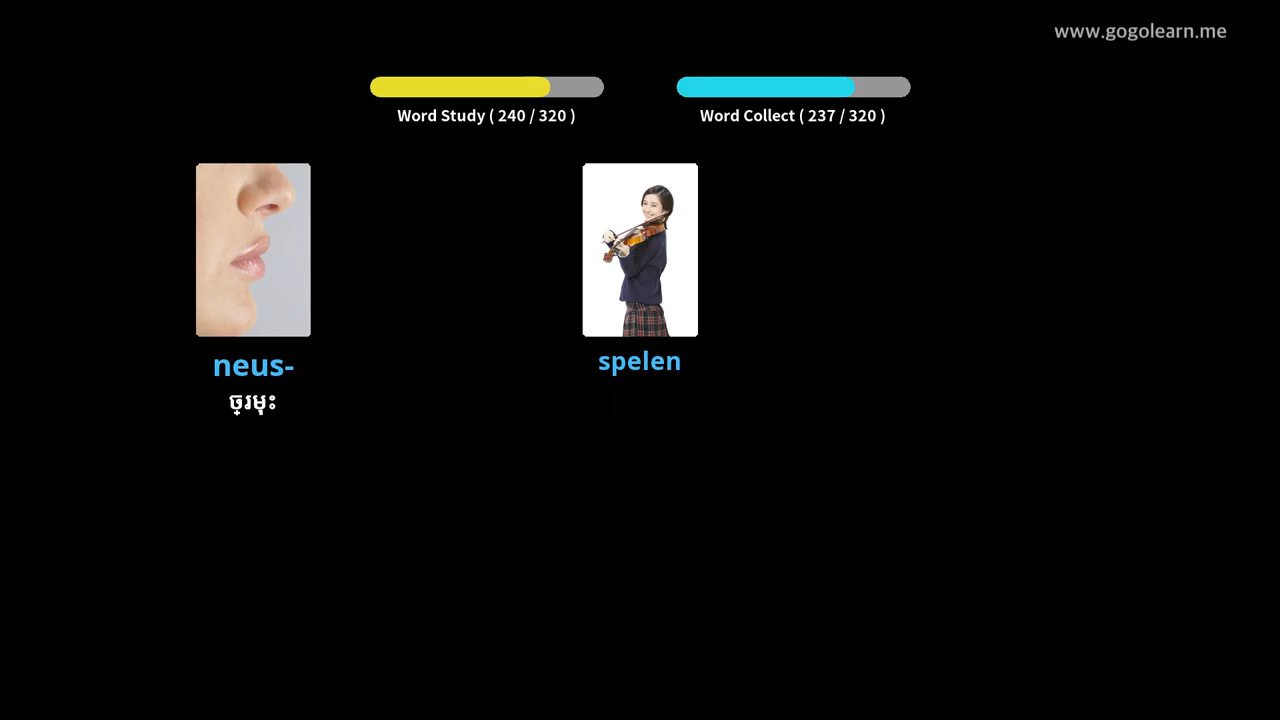 www.gogolearn.me
Word Study ( 240 / 320 )
Word Collect ( 237 / 320 )
neus-
ច្រមុះ
spelen